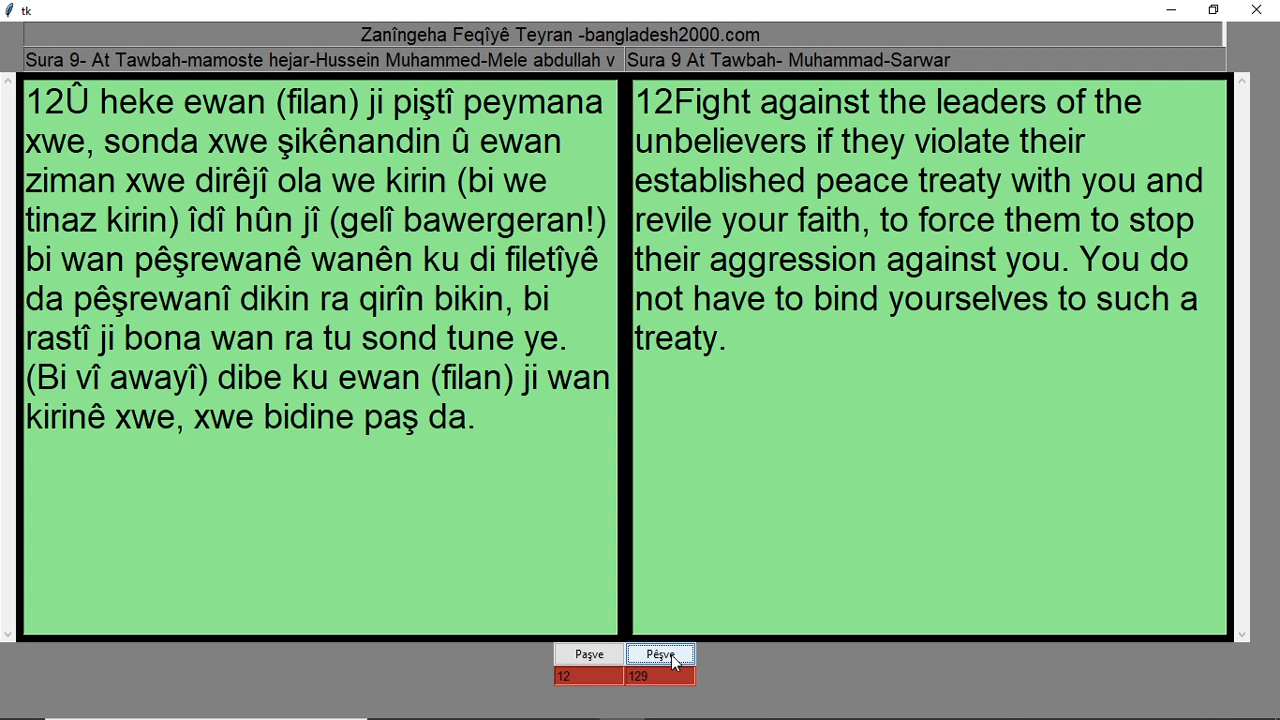 tk
Zanîngeha Feqîyê Teyran -bangladesh2000.com
Sura 9- At Tawbah-mamoste hejar-Hussein Muhammed-Mele abdullah v
Sura 9 At Tawbah- Muhammad-Sarwar
12Û heke ewan (filan) ji piştî peymana
xwe, sonda xwe şikênandin û ewan
ziman xwe dirêjî ola we kirin (bi we
tinaz kirin) îdî hûn jî (gelî bawergeran!)
bi wan pêşrewanê wanên ku di filetîyê
da pêşrewanî dikin ra qirîn bikin, bi
rastî ji bona wan ra tu sond tune ye.
(Bi vî awayî) dibe ku ewan (filan) ji wan
kirinê xwe, xwe bidine paş da.
12Fight against the leaders of the
unbelievers if they violate their
established peace treaty with you and
revile your faith, to force them to stop
their aggression against you. You do
not have to bind yourselves to such a
treaty.
Paşve
Pêşve
12
129